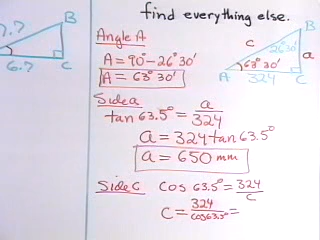 find everything else.
B
?.?
6.?
C
Angle A
A = 90° - 26° 30'
A = 63° 30'
B
c
26° 30'
a
A
63° 30'
324
C
Side a
tan 63.5° = a/324
a = 324 tan 63.5°
a = 650 mm
Side c
cos 63.5° = 324/c
c = 324/cos 63.5° =